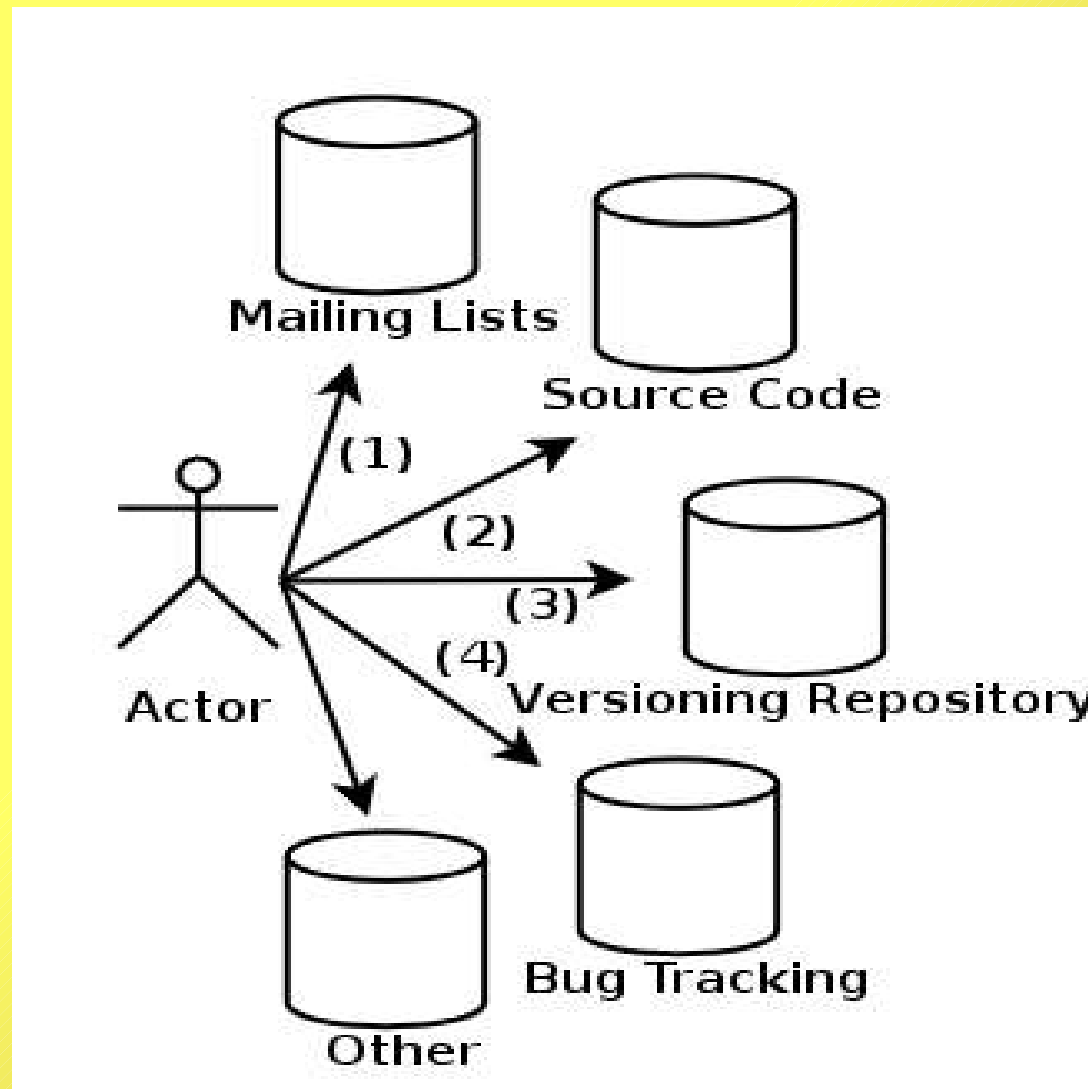 Mailing Lists
Source Code
(1)
(2)
(3)
(4)
Actor
Versioning Repository
Bug Tracking
Other